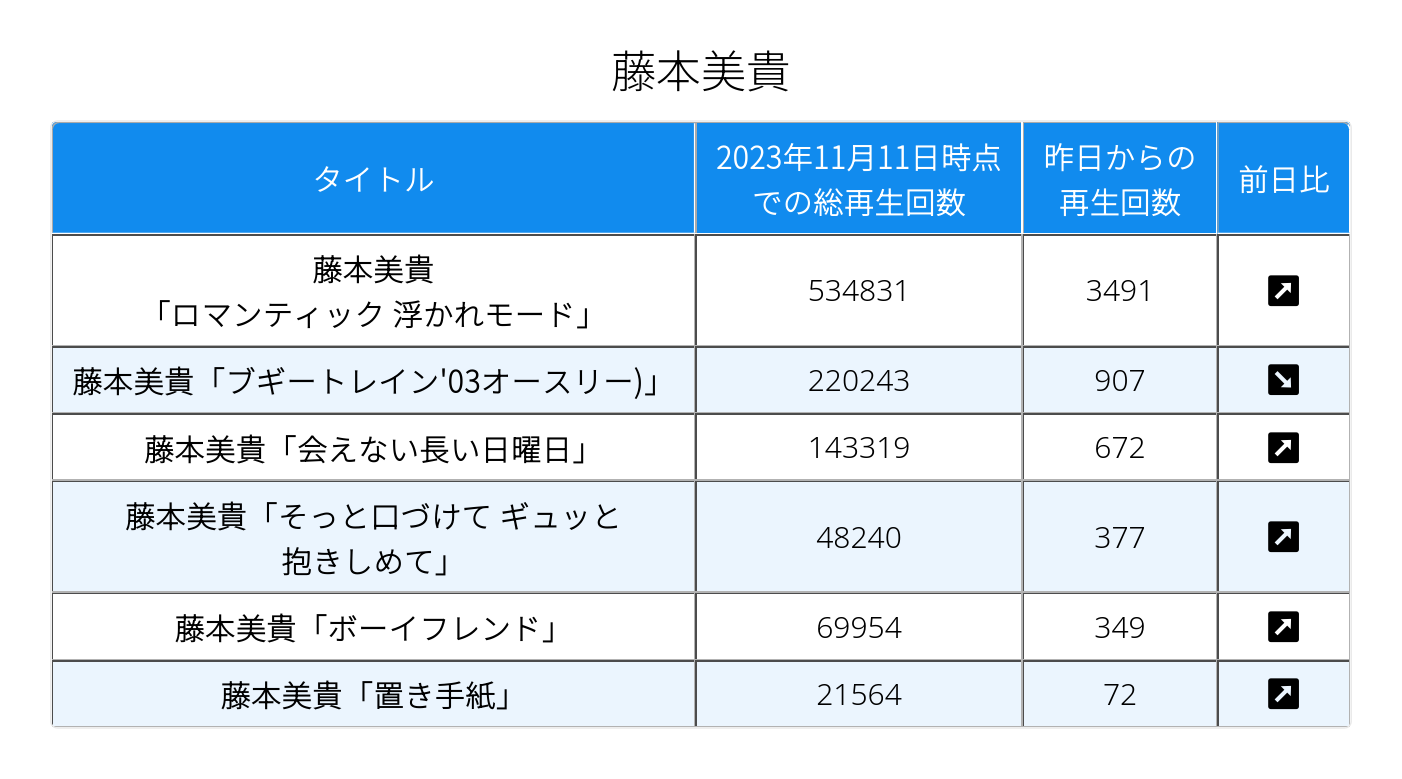 藤本美貴
タイトル
2023年11月11日時点
での総再生回数
昨日からの
再生回数
前日比
藤本美貴
「ロマンティック 浮かれモード」
534831
3491
藤本美貴「ブギートレイン'03オースリー)」
220243
907
藤本美貴「会えない長い日曜日」
143319
672
藤本美貴「そっと口づけて ギュッと
抱きしめて」
48240
377
藤本美貴「ボーイフレンド」
69954
349
藤本美貴「置き手紙」
21564
72